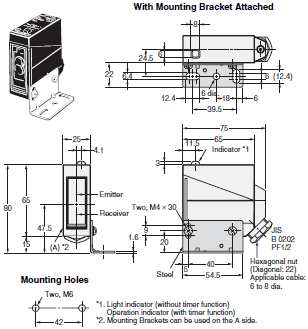 With Mounting Bracket Attached
8
24.5
6
22
6.4
6 (12.4)
6 dia.
12.4
18
6
39.5
75
65
25
4.1
11.5
Indicator *1
3
Emitter
Receiver
Two, M4 × 30
80
65
47.5
15
(A) *2
1.6
9
20
JIS
B 0202
PF1/2
Hexagonal nut
(Diagonal: 22)
Applicable cable:
6 to 8 dia.
Steel
5
40
54.5
Mounting Holes
Two, M6
42
*1. Light indicator (without timer function)
Operation indicator (with timer function)
*2. Mounting Brackets can be used on the A side.